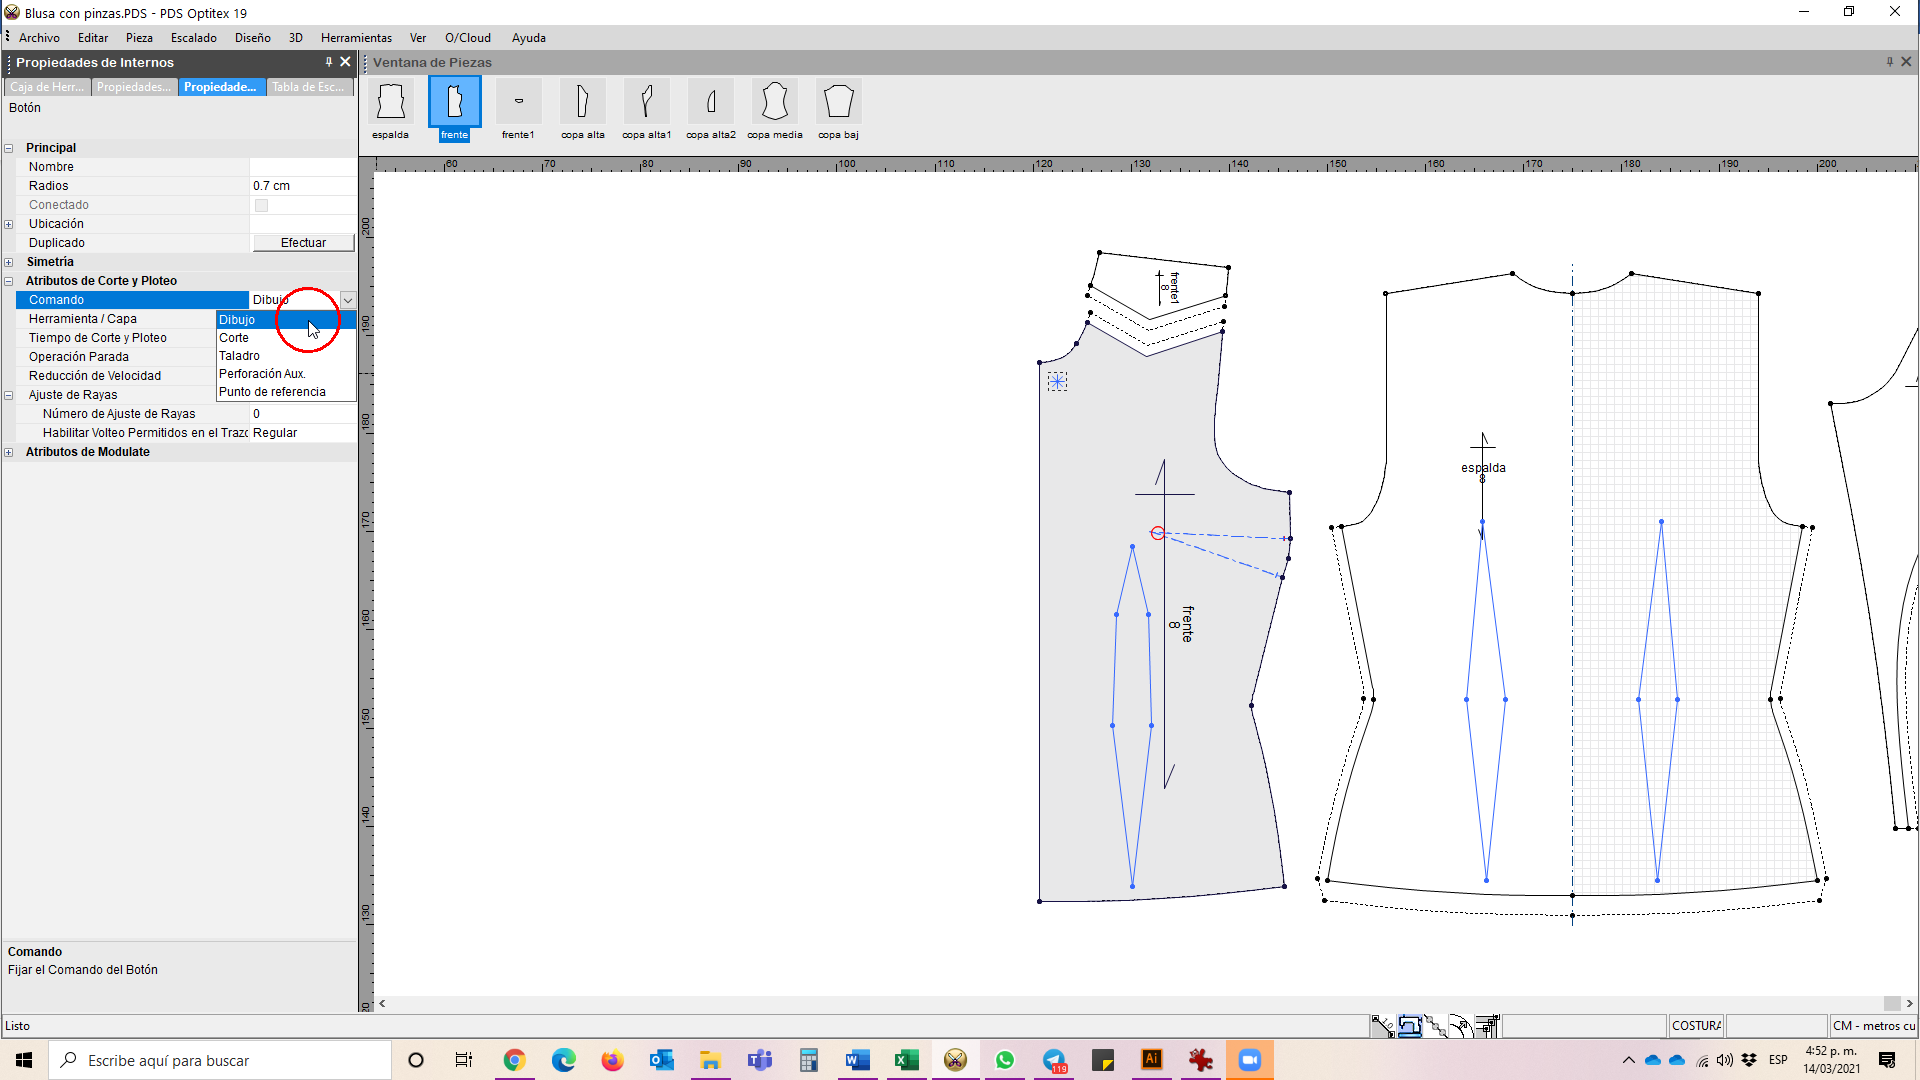 Blusa con pinzas.PDS - PDS Optitex 19
Archivo Editar Pieza Escalado Diseño 3D Herramientas Ver O/Cloud Ayuda
Propiedades de Internos
Caja de Herr... Propiedades... Propiedade... Tabla de Esc...
Botón
Principal
Nombre
Radios 0.7 cm
Conectado
Ubicación
Duplicado Efectuar
Simetría
Atributos de Corte y Ploteo
Comando Dibujo
Herramienta / Capa
Tiempo de Corte y Ploteo
Operación Parada
Reducción de Velocidad
Dibujo
Corte
Taladro
Perforación Aux.
Punto de referencia
Ajuste de Rayas
Número de Ajuste de Rayas 0
Habilitar Volteo Permitidos en el Trazo Regular
Atributos de Modulate
Comando
Fijar el Comando del Botón
Ventana de Piezas
espalda frente frente1 copa alta copa alta1 copa alta2 copa media copa baj
60 70 80 90 100 110 120 130 140 150 160 170 180 190 200
200
190
180
170
160
150
140
130
frente1
8
frente
8
espalda
8
Listo
COSTURA
CM - metros cu
Escribe aquí para buscar
119
ESP
4:52 p. m.
14/03/2021